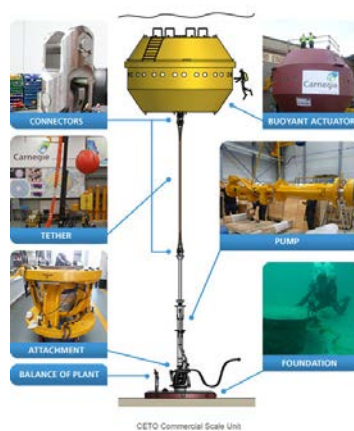 Carnegie
CONNECTORS
BUOYANT ACTUATOR
Carnegie
TETHER
PUMP
ATTACHMENT
BALANCE OF PLANT
FOUNDATION
CETO Commercial Scale Unit